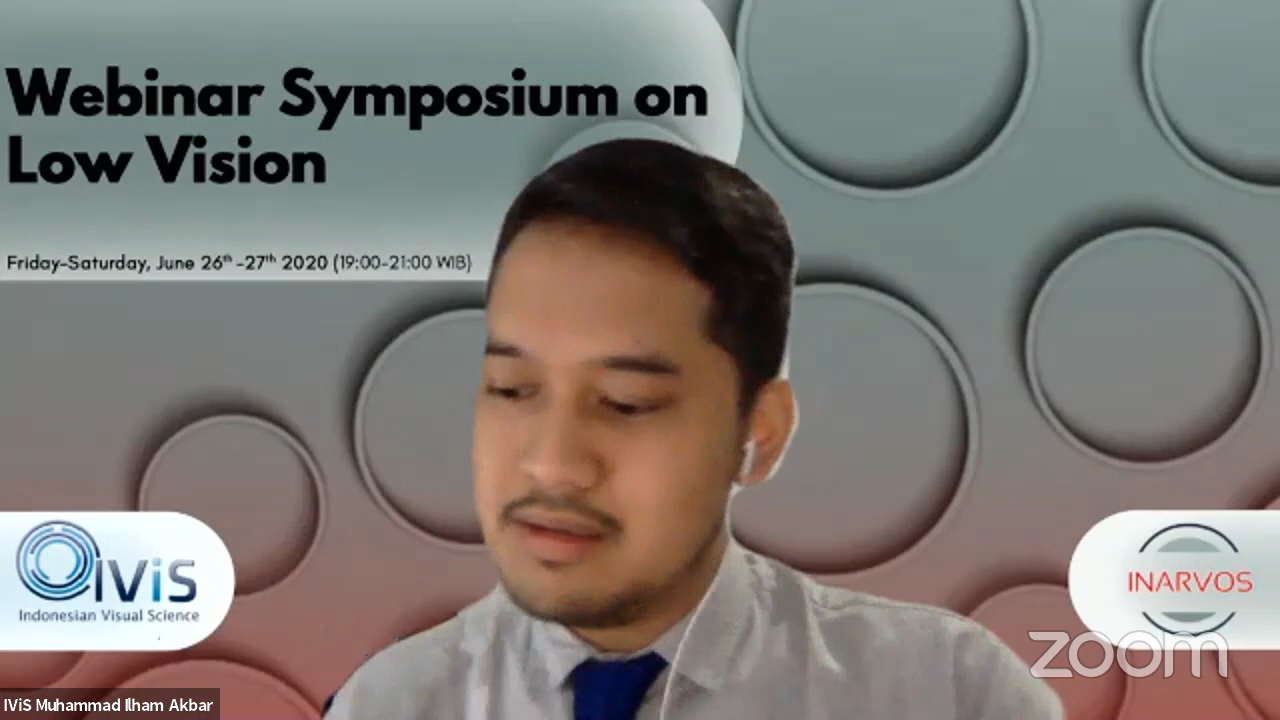 Webinar Symposium on
Low Vision
Friday-Saturday, June 26th -27th 2020 (19:00-21:00 WIB)
IViS
Indonesian Visual Science
INARVOS
zoom
IViS Muhammad Ilham Akbar